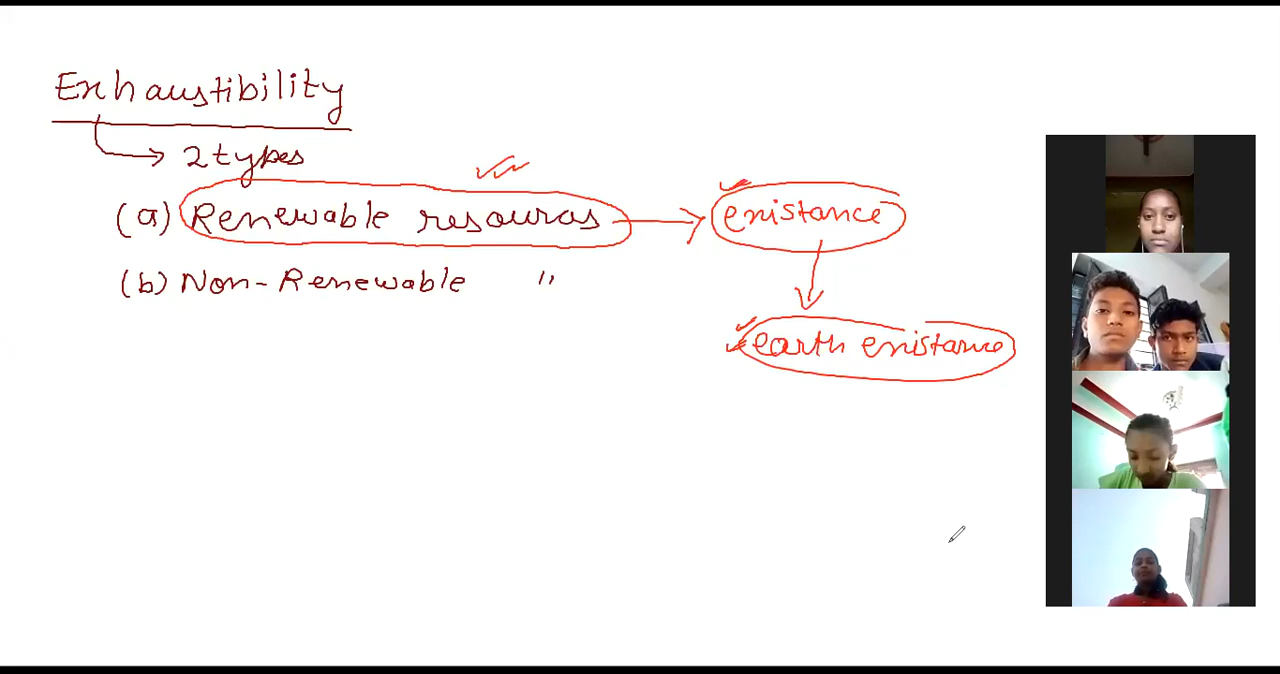 Exhaustibility
2 types
(a) Renewable resources existance
(b) Non-Renewable "
earth existance